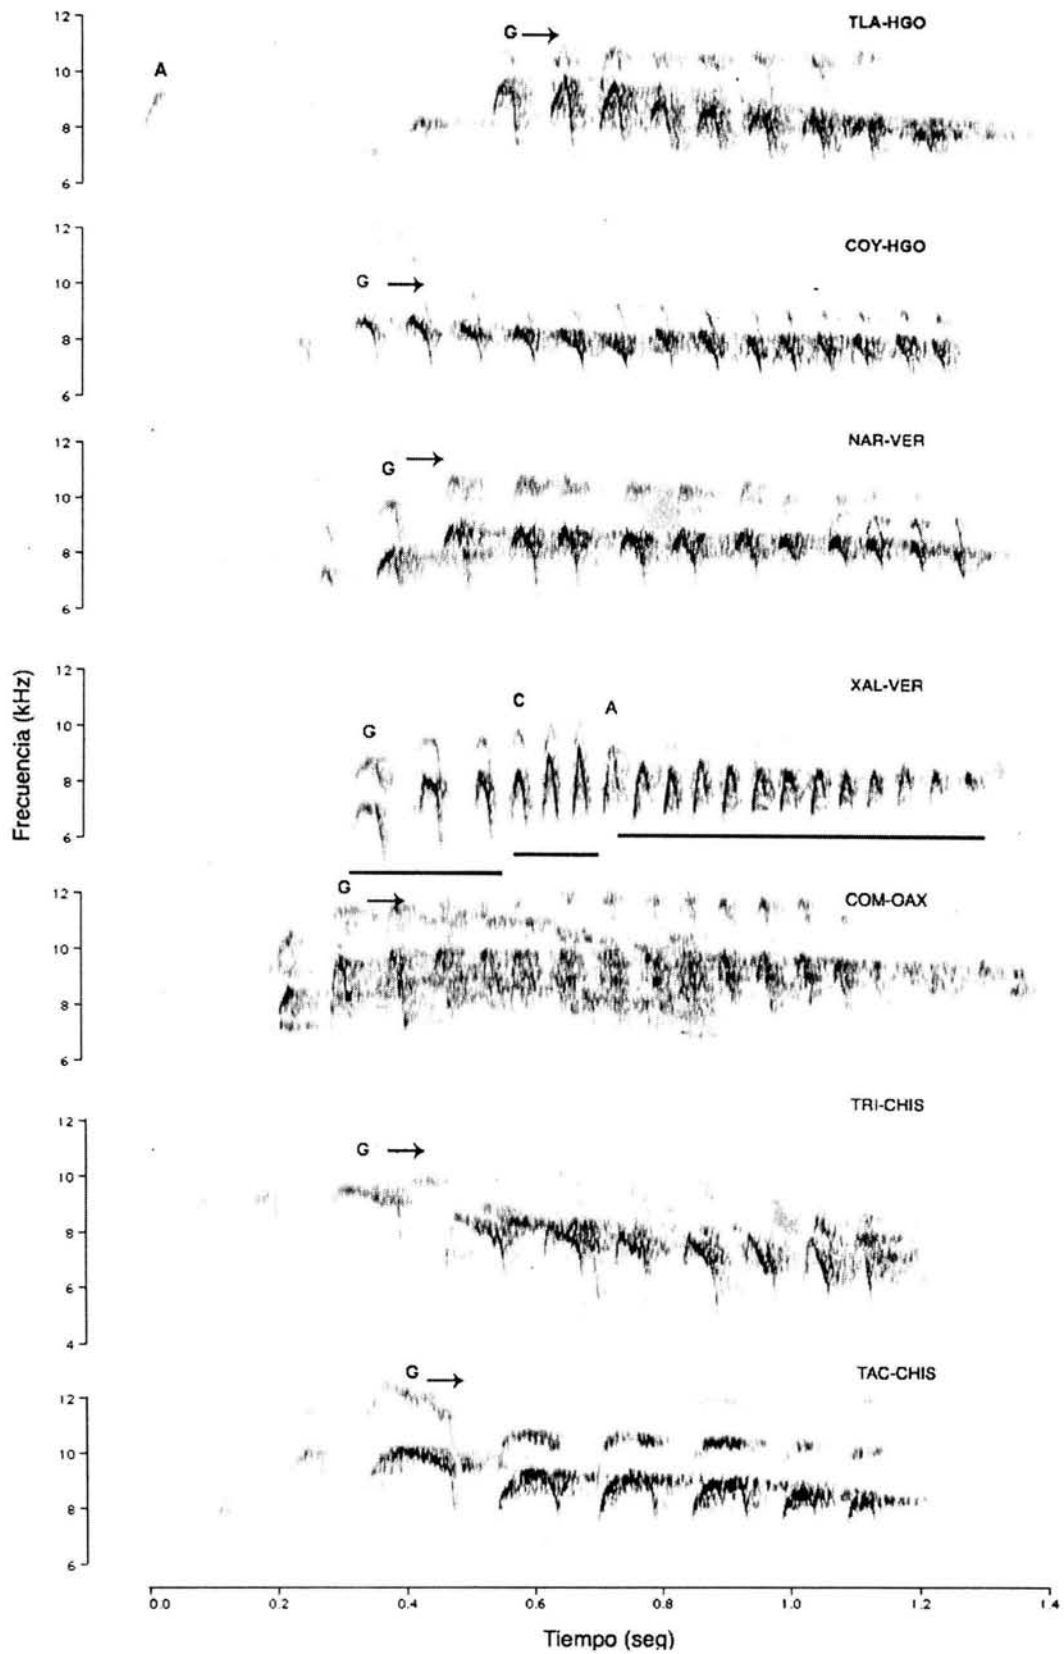 12
TLA-HGO
G
A
10
8
6
12
COY-HGO
G
10
8
6
12
NAR-VER
G
10
8
6
Frecuencia (kHz)
12
XAL-VER
C
A
G
10
8
6
12
G
COM-OAX
10
8
6
TRI-CHIS
12
G
10
8
6
4
G
TAC-CHIS
12
10
8
6
0.0 0.2 0.4 0.6 0.8 1.0 1.2 1.4
Tiempo (seg)